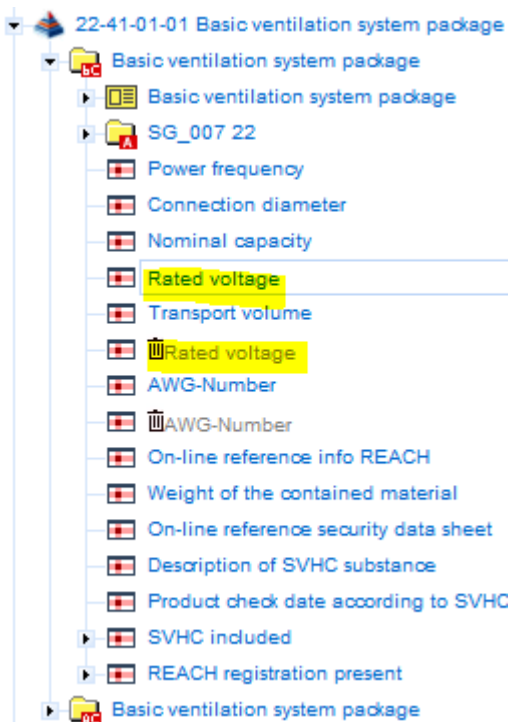 22-41-01-01 Basic ventilation system package
Basic ventilation system package
Basic ventilation system package
SG_007 22
Power frequency
Connection diameter
Nominal capacity
Rated voltage
Transport volume
Rated voltage
AWG-Number
AWG-Number
On-line reference info REACH
Weight of the contained material
On-line reference security data sheet
Description of SVHC substance
Product check date according to SVHC
SVHC included
REACH registration present
Basic ventilation system package